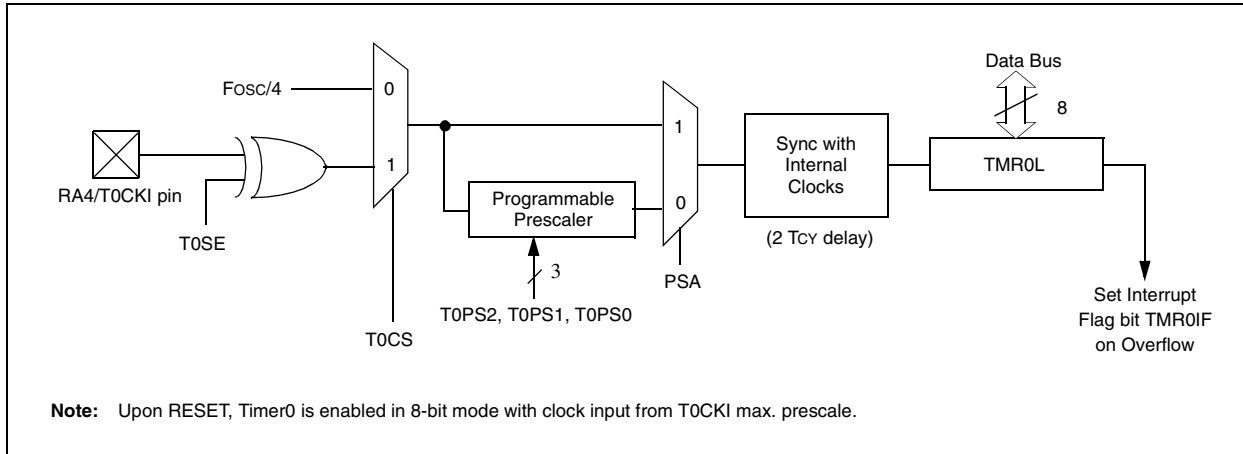 Data Bus
8
FOSC/4
0
1
RA4/T0CKI pin
T0SE
T0CS
Programmable
Prescaler
3
T0PS2, T0PS1, T0PS0
1
0
PSA
Sync with
Internal
Clocks
(2 TCY delay)
TMR0L
Set Interrupt
Flag bit TMR0IF
on Overflow
Note: Upon RESET, Timer0 is enabled in 8-bit mode with clock input from T0CKI max. prescale.